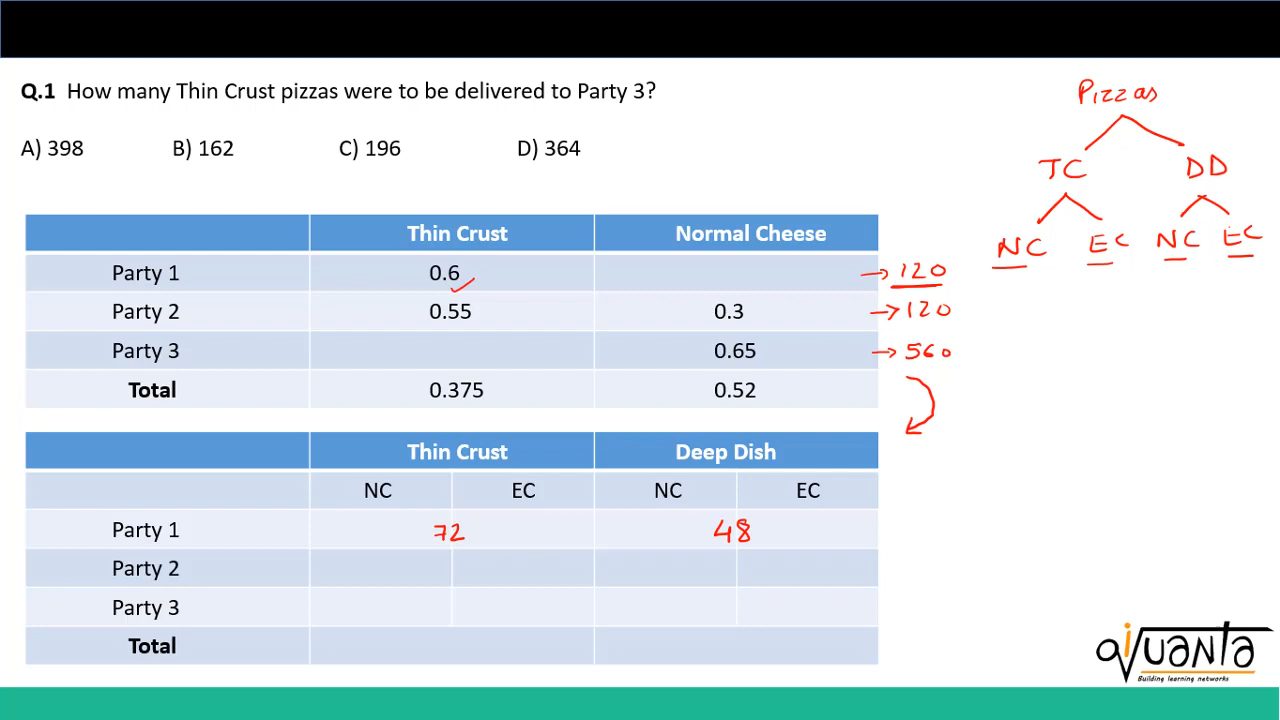 Q.1 How many Thin Crust pizzas were to be delivered to Party 3?
A) 398 B) 162 C) 196 D) 364
Pizzas
TC DD
NC EC NC EC
Thin Crust Normal Cheese
Party 1 0.6 → 120
Party 2 0.55 0.3 → 120
Party 3 0.65 → 560
Total 0.375 0.52
Thin Crust Deep Dish
NC EC NC EC
Party 1 72 48
Party 2
Party 3
Total
qiuanta
Building learning networks